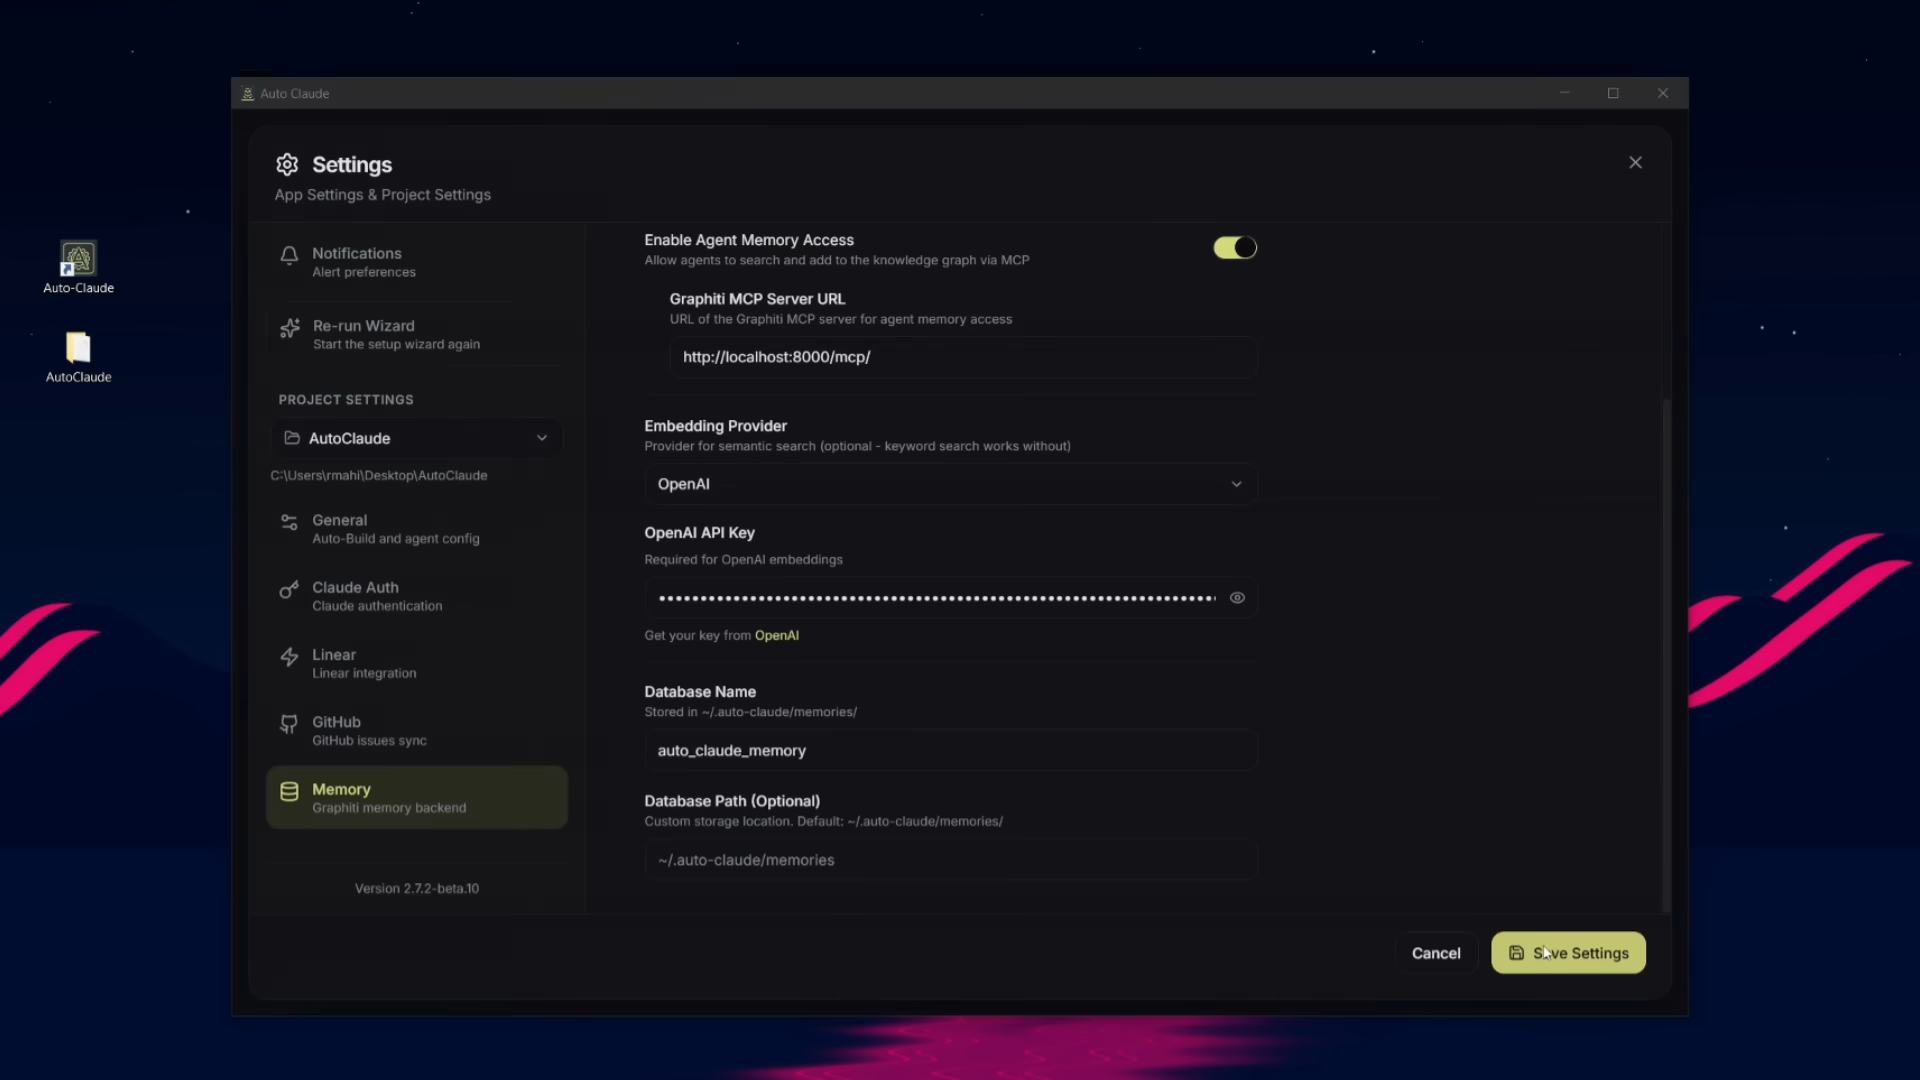 Auto Claude
Settings
App Settings & Project Settings
Auto-Claude
AutoClaude
Notifications
Alert preferences
Re-run Wizard
Start the setup wizard again
PROJECT SETTINGS
AutoClaude
C:\Users\rmahi\Desktop\AutoClaude
General
Auto-Build and agent config
Claude Auth
Claude authentication
Linear
Linear integration
GitHub
GitHub issues sync
Memory
Graphiti memory backend
Version 2.7.2-beta.10
Enable Agent Memory Access
Allow agents to search and add to the knowledge graph via MCP
Graphiti MCP Server URL
URL of the Graphiti MCP server for agent memory access
http://localhost:8000/mcp/
Embedding Provider
Provider for semantic search (optional - keyword search works without)
OpenAI
OpenAI API Key
Required for OpenAI embeddings
Get your key from OpenAI
Database Name
Stored in ~/.auto-claude/memories/
auto_claude_memory
Database Path (Optional)
Custom storage location. Default: ~/.auto-claude/memories/
~/.auto-claude/memories
Cancel
Save Settings